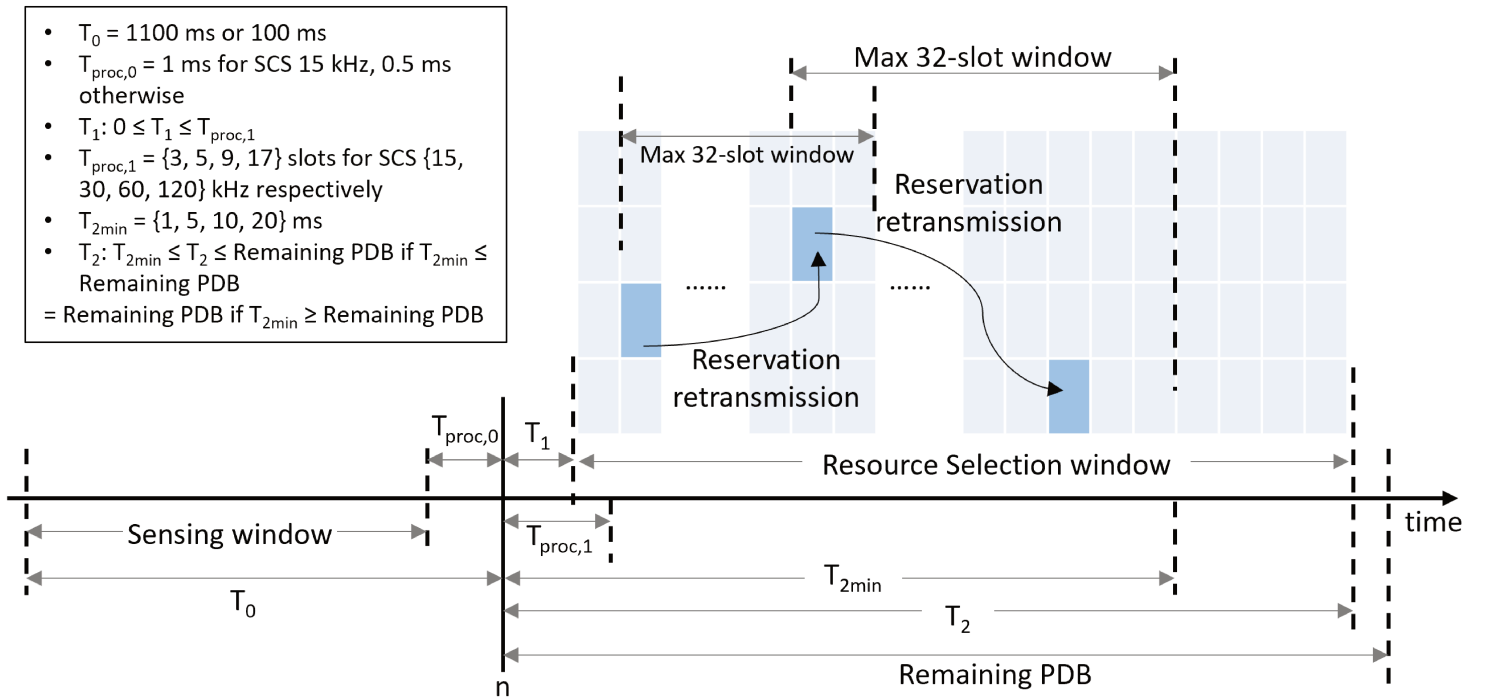 • T0 = 1100 ms or 100 ms
• Tproc,0 = 1 ms for SCS 15 kHz, 0.5 ms
otherwise
• T1: 0 ≤ T1 ≤ Tproc,1
• Tproc,1 = {3, 5, 9, 17} slots for SCS {15,
30, 60, 120} kHz respectively
• T2min = {1, 5, 10, 20} ms
• T2: T2min ≤ T2 ≤ Remaining PDB if T2min ≤
Remaining PDB
= Remaining PDB if T2min ≥ Remaining PDB
Max 32-slot window
Max 32-slot window
Reservation
retransmission
......
......
Reservation
retransmission
Tproc,0
T1
Resource Selection window
time
Sensing window
Tproc,1
T2min
T0
T2
Remaining PDB
n